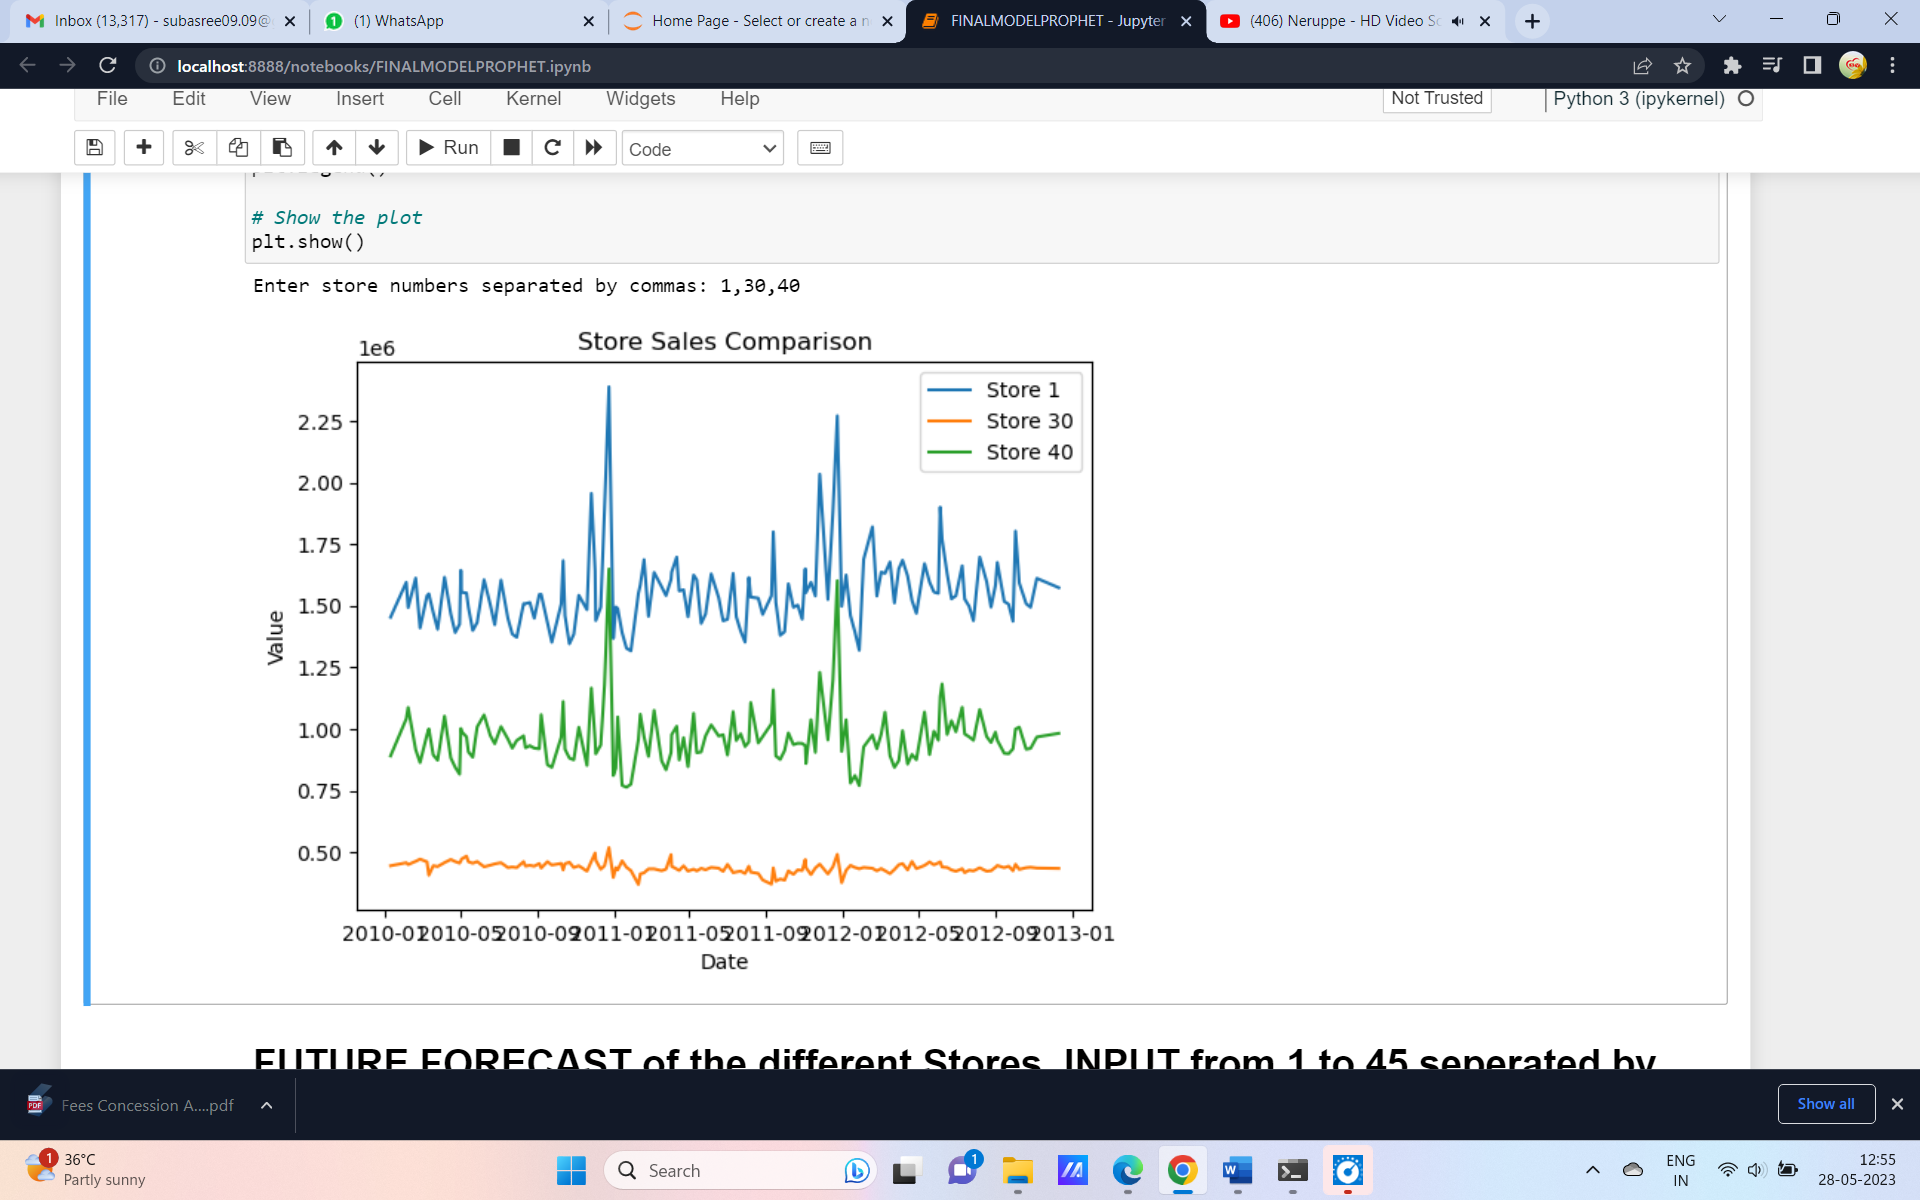 Inbox (13,317) - subasree09.09@
(1) WhatsApp
Home Page - Select or create a n
FINALMODELPROPHET - Jupyter
(406) Neruppe - HD Video So
localhost:8888/notebooks/FINALMODELPROPHET.ipynb
File Edit View Insert Cell Kernel Widgets Help
Not Trusted
Python 3 (ipykernel)
Run
Code
# Show the plot
plt.show()
Enter store numbers separated by commas: 1,30,40
Store Sales Comparison
1e6
Store 1
Store 30
Store 40
2.25
2.00
1.75
1.50
1.25
1.00
0.75
0.50
Value
2010-01 2010-05 2010-09 2011-01 2011-05 2011-09 2012-01 2012-05 2012-09 2013-01
Date
FUTURE FORECAST of the different Stores. INPUT from 1 to 45 seperated by
PDF
Fees Concession A....pdf
Show all
1
36°C
Partly sunny
Search
1
W
ENG
IN
12:55
28-05-2023